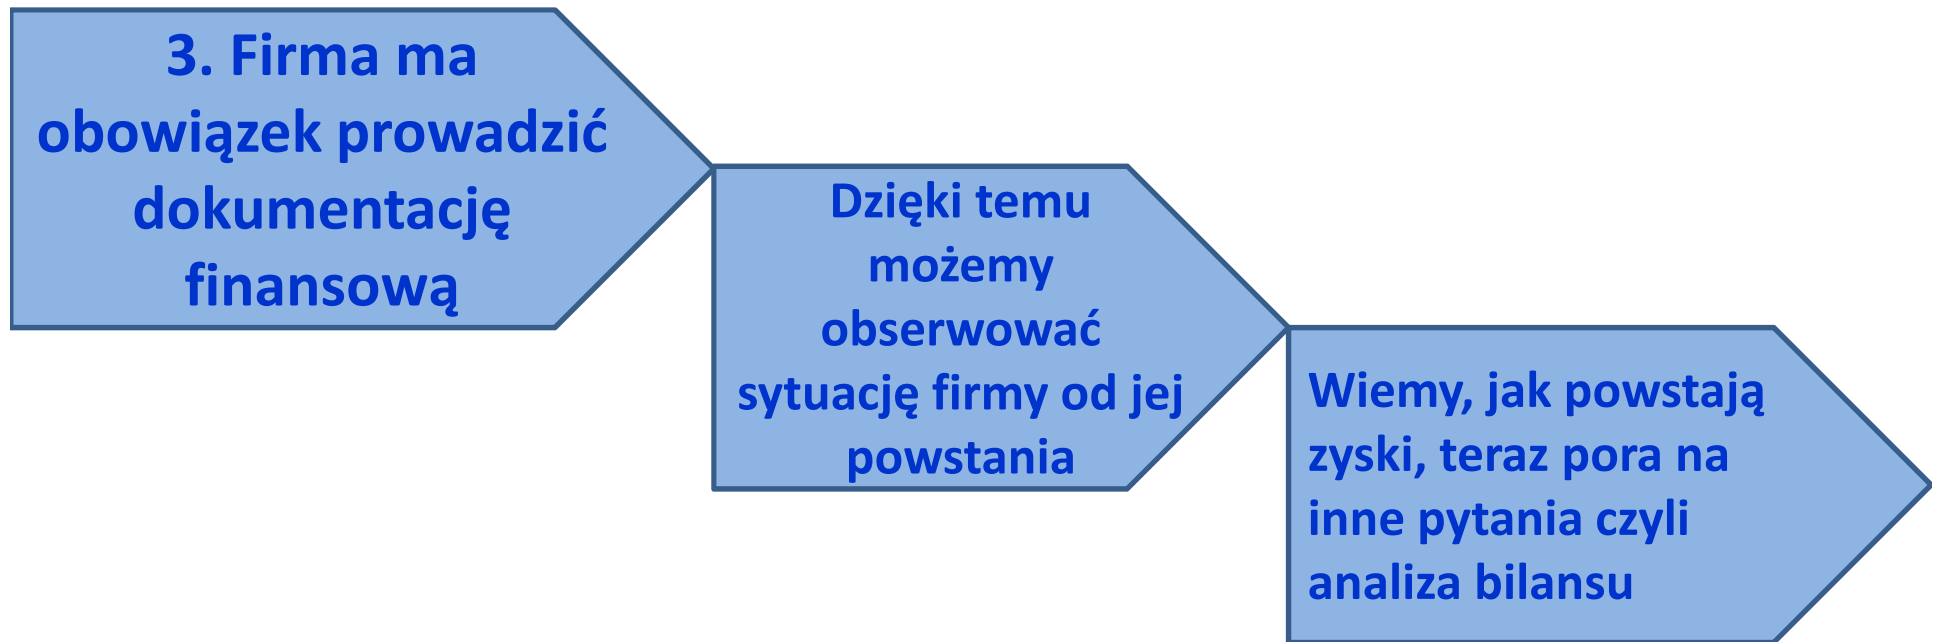 3. Firma ma
obowiązek prowadzić
dokumentację
finansową
Dzięki temu
możemy
obserwować
sytuację firmy od jej
powstania
Wiemy, jak powstają
zyski, teraz pora na
inne pytania czyli
analiza bilansu